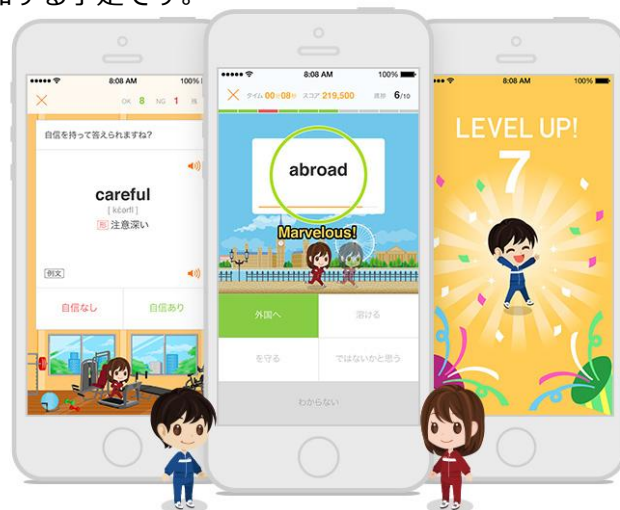 する予定です。
8:08 AM 100%
OK 8 NG 1 残
自信を持って答えられますね?
careful
形 注意深い
例文
自信なし 自信あり
8:08 AM 100%
タイム 00:08 スコア 219,500 6/10
abroad
Marvelous!
外国へ 溶ける
を守る ではないかと思う
わからない
8:08 AM 100%
LEVEL UP!
7